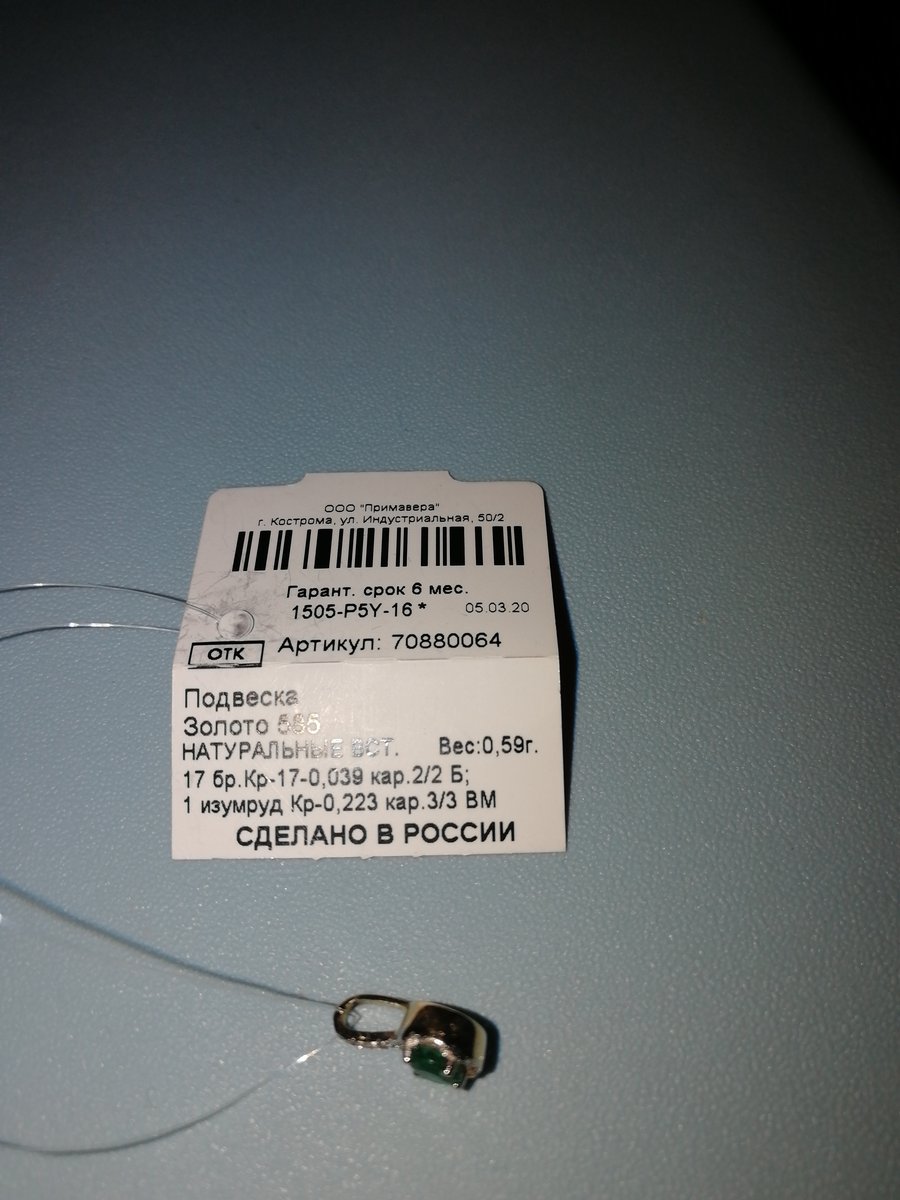 ООО "Примавера"
г. Кострома, ул. Индустриальная, 50/2
Гарант. срок 6 мес.
1505-P5Y-16 * 05.03.20
ОТК Артикул: 70880064
Подвеска
Золото 585
НАТУРАЛЬНЫЕ ВСТ. Вес:0,59г.
17 бр.Кр-17-0,039 кар.2/2 Б;
1 изумруд Кр-0,223 кар.3/3 ВМ
СДЕЛАНО В РОССИИ